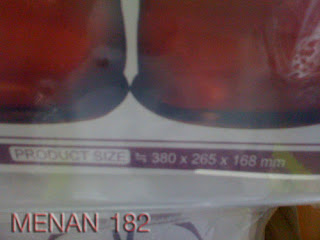 PRODUCT SIZE ≒ 380 x 265 x 168 mm
MENAN 182